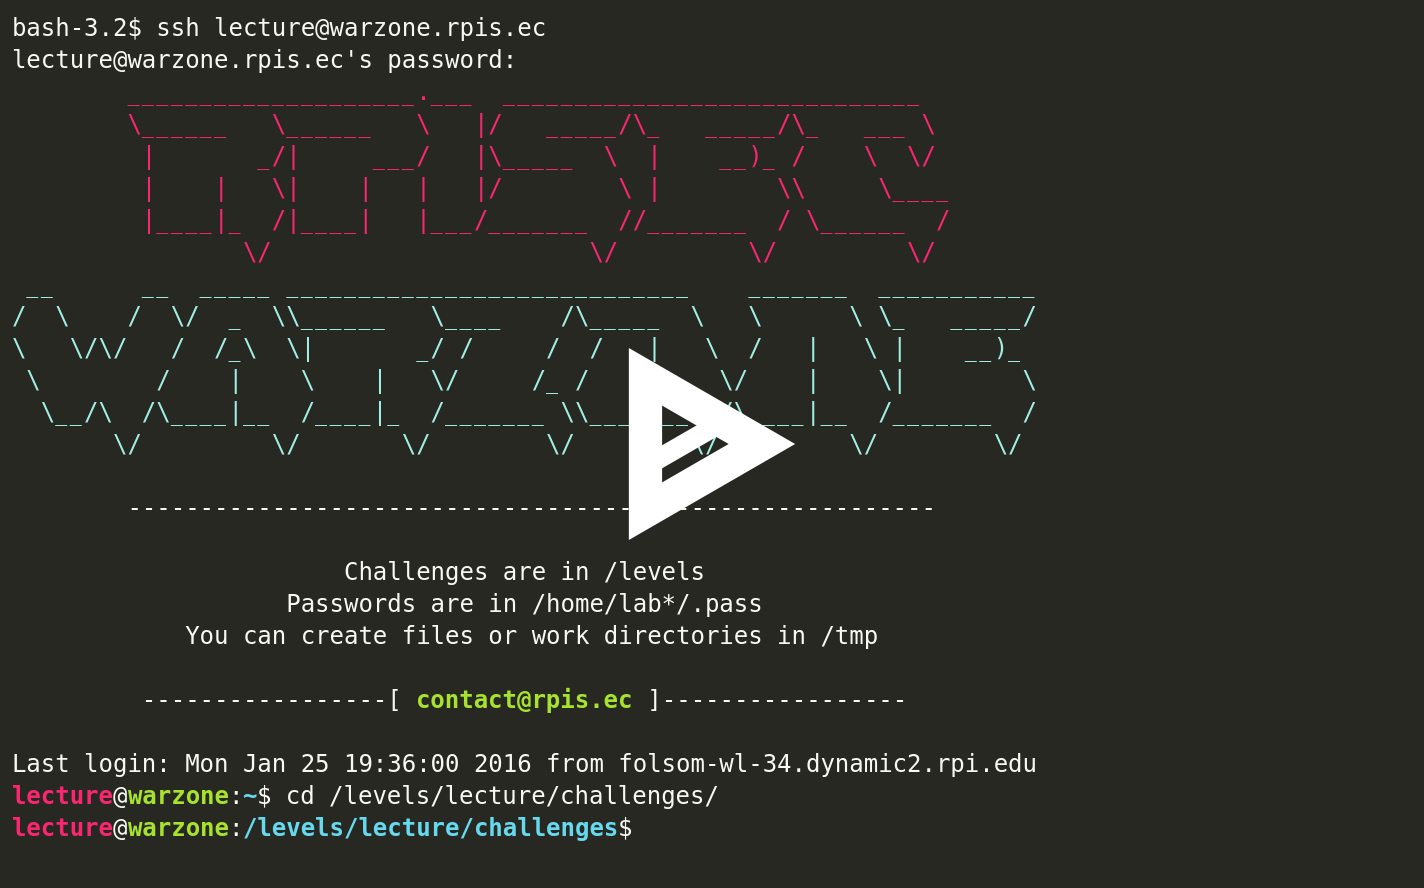 bash-3.2$ ssh lecture@warzone.rpis.ec
lecture@warzone.rpis.ec's password:
RPISEC
WARZONE
--------------------------------------------------------
Challenges are in /levels
Passwords are in /home/lab*/.pass
You can create files or work directories in /tmp
-----------------[ contact@rpis.ec ]-----------------
Last login: Mon Jan 25 19:36:00 2016 from folsom-wl-34.dynamic2.rpi.edu
lecture@warzone:~$ cd /levels/lecture/challenges/
lecture@warzone:/levels/lecture/challenges$